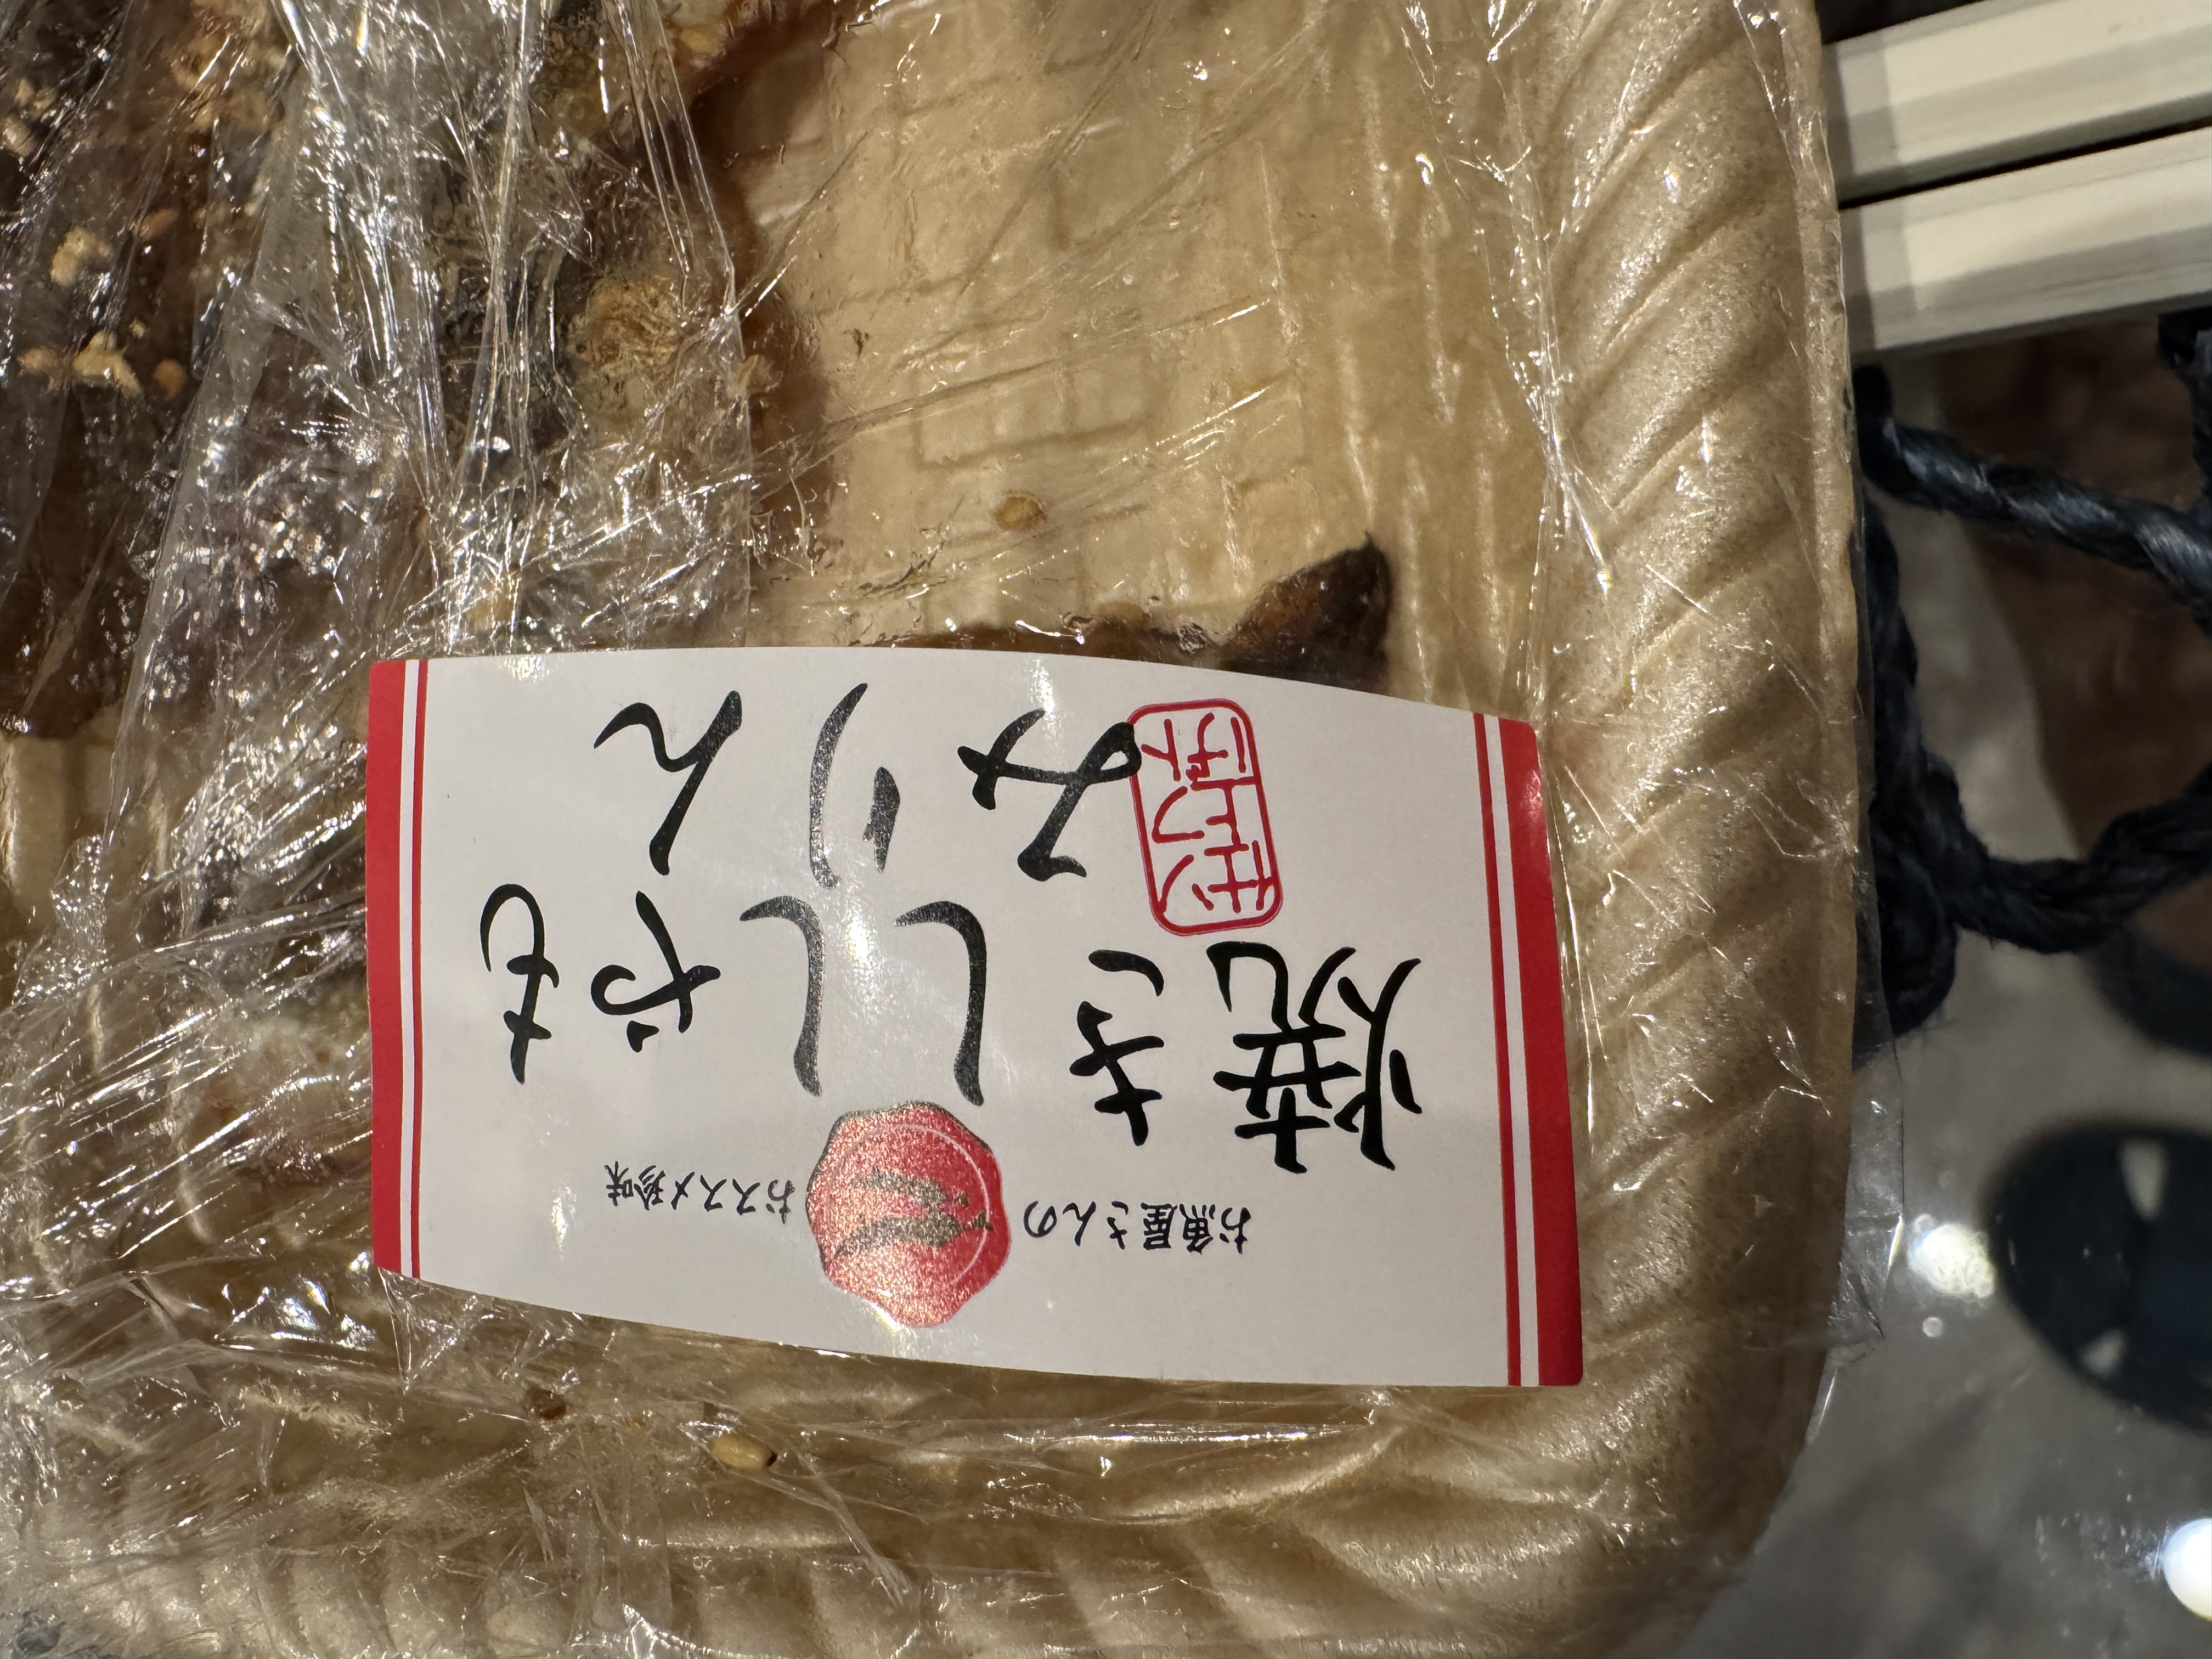 お魚屋さんの おススメ珍味
焼きししゃも
みりん